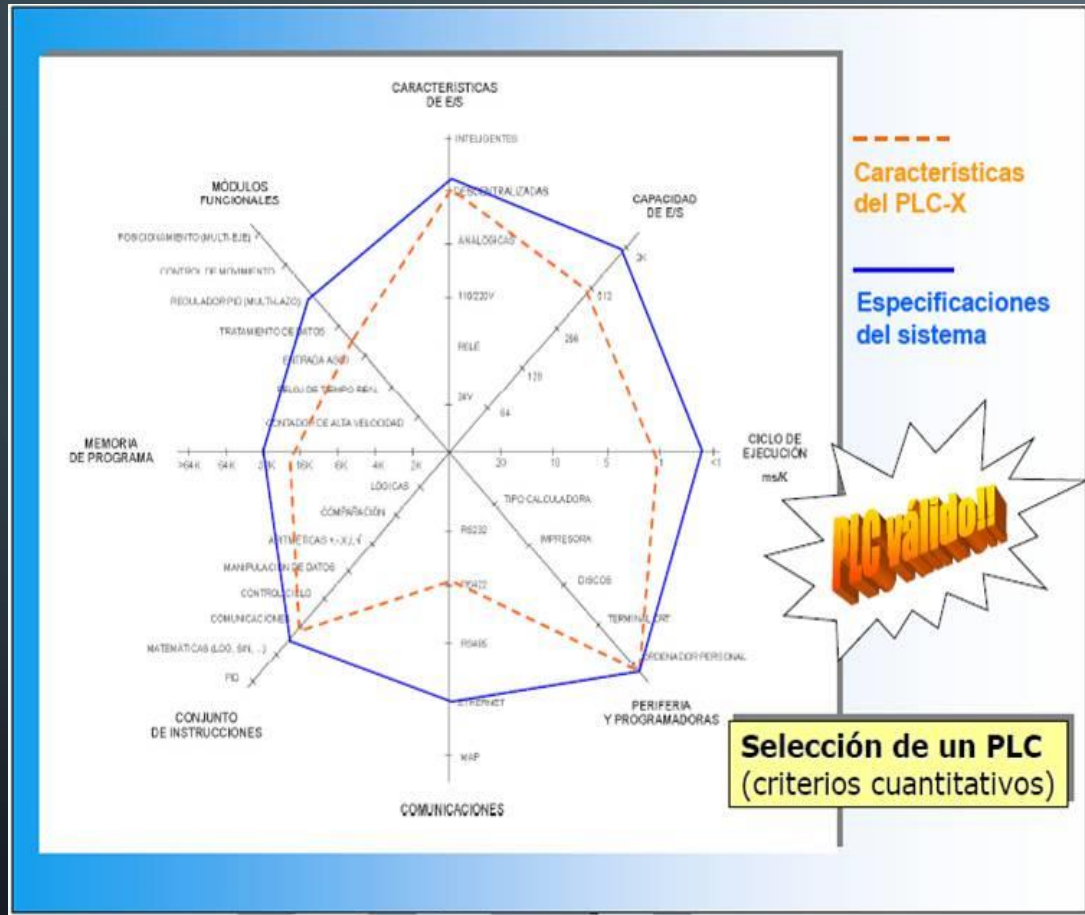 CARACTERÍSTICAS
DE E/S
INTELIGENTES
DESCENTRALIZADAS
ANALÓGICAS
110/220V
RELÉ
24V
CAPACIDAD
DE E/S
2K
512
256
128
64
CICLO DE
EJECUCIÓN
ms/K
20
10
5
1
<1
TIPO CALCULADORA
IMPRESORA
DISCOS
TERMINAL CRT
ORDENADOR PERSONAL
PERIFERIA
Y PROGRAMADORAS
RS232
RS422
RS485
ETHERNET
MAP
COMUNICACIONES
LÓGICAS
COMPARACIÓN
MANIPULACIÓN DE DATOS
CONTROL CICLO
COMUNICACIONES
MATEMÁTICAS (LOG, SIN, ...)
PID
CONJUNTO
DE INSTRUCCIONES
MEMORIA
DE PROGRAMA
>64K
64K
16K
6K
4K
2K
MÓDULOS
FUNCIONALES
POSICIONAMIENTO (MULTI-EJE)
CONTROL DE MOVIMIENTO
REGULADOR PID (MULTI-LAZO)
TRATAMIENTO DE DATOS
ENTRADA ASCII
RELOJ DE TIEMPO REAL
CONTADOR DE ALTA VELOCIDAD
Características
del PLC-X
Especificaciones
del sistema
PLC válido!!
Selección de un PLC
(criterios cuantitativos)